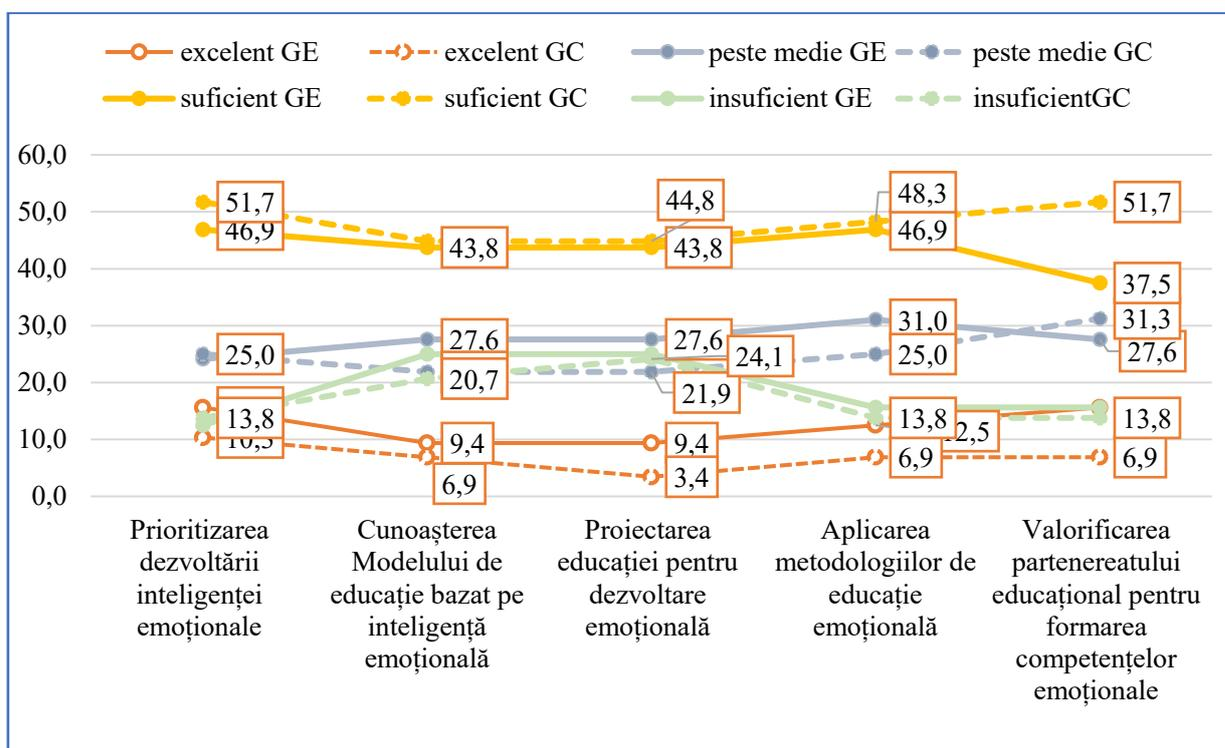 excelent GE
excelent GC
peste medie GE
peste medie GC
suficient GE
suficient GC
insuficient GE
insuficientGC
60,0
50,0
40,0
30,0
20,0
10,0
0,0
51,7
46,9
25,0
13,8
10,3
43,8
27,6
20,7
9,4
6,9
44,8
43,8
27,6
24,1
21,9
9,4
3,4
48,3
46,9
31,0
25,0
13,8
12,5
6,9
51,7
37,5
31,3
27,6
13,8
6,9
Prioritizarea
dezvoltării
inteligenței
emoționale
Cunoașterea
Modelului de
educație bazat pe
inteligență
emoțională
Proiectarea
educației pentru
dezvoltare
emoțională
Aplicarea
metodologiilor de
educație
emoțională
Valorificarea
partenereatului
educațional pentru
formarea
competențelor
emoționale